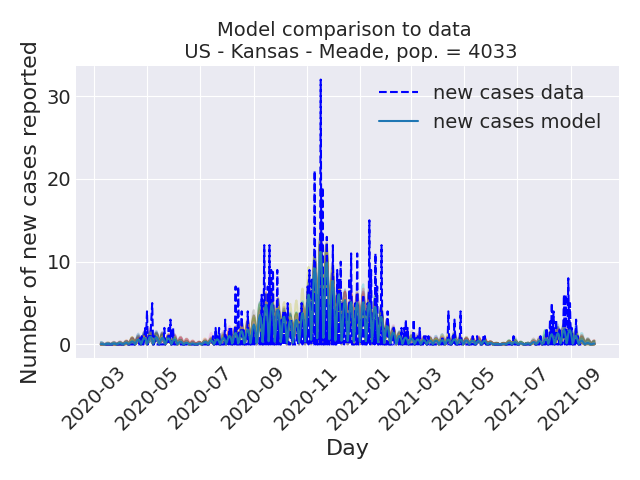 Model comparison to data
US - Kansas - Meade, pop. = 4033
Number of new cases reported
30
20
10
0
new cases data
new cases model
2020-03
2020-05
2020-07
2020-09
2020-11
2021-01
2021-03
2021-05
2021-07
2021-09
Day